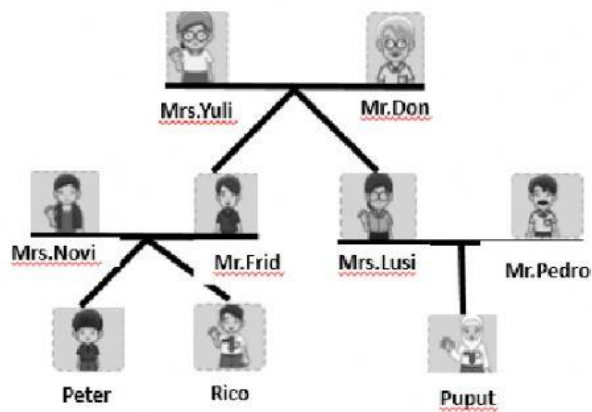 Mrs.Yuli
Mr.Don
Mrs.Novi
Mr.Frid
Mrs.Lusi
Mr.Pedro
Peter
Rico
Puput